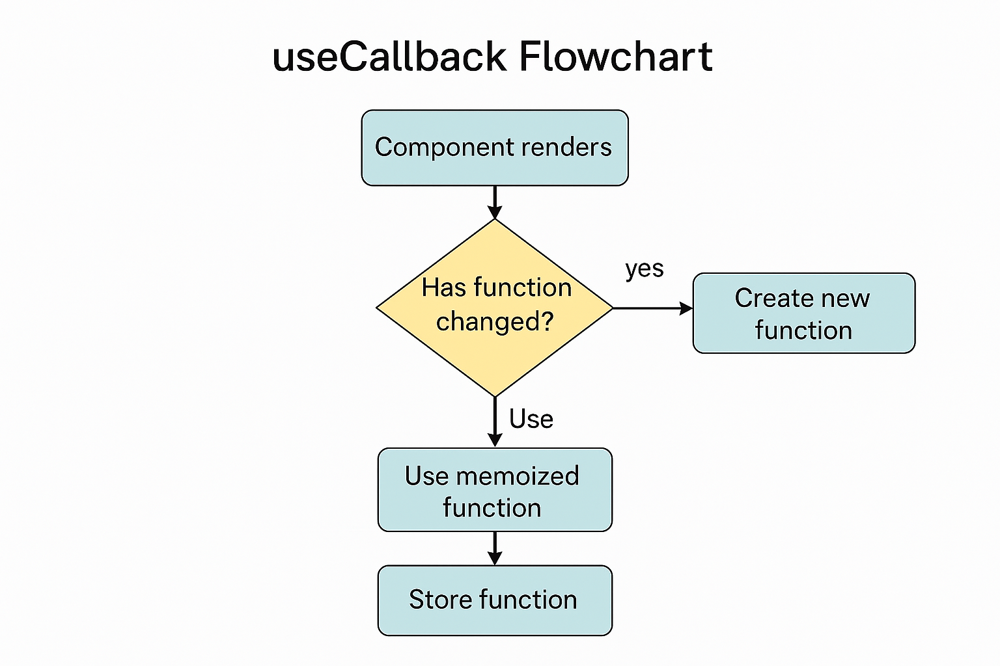 useCallback Flowchart
Component renders
Has function
changed?
yes
Create new
function
Use
Use memoized
function
Store function